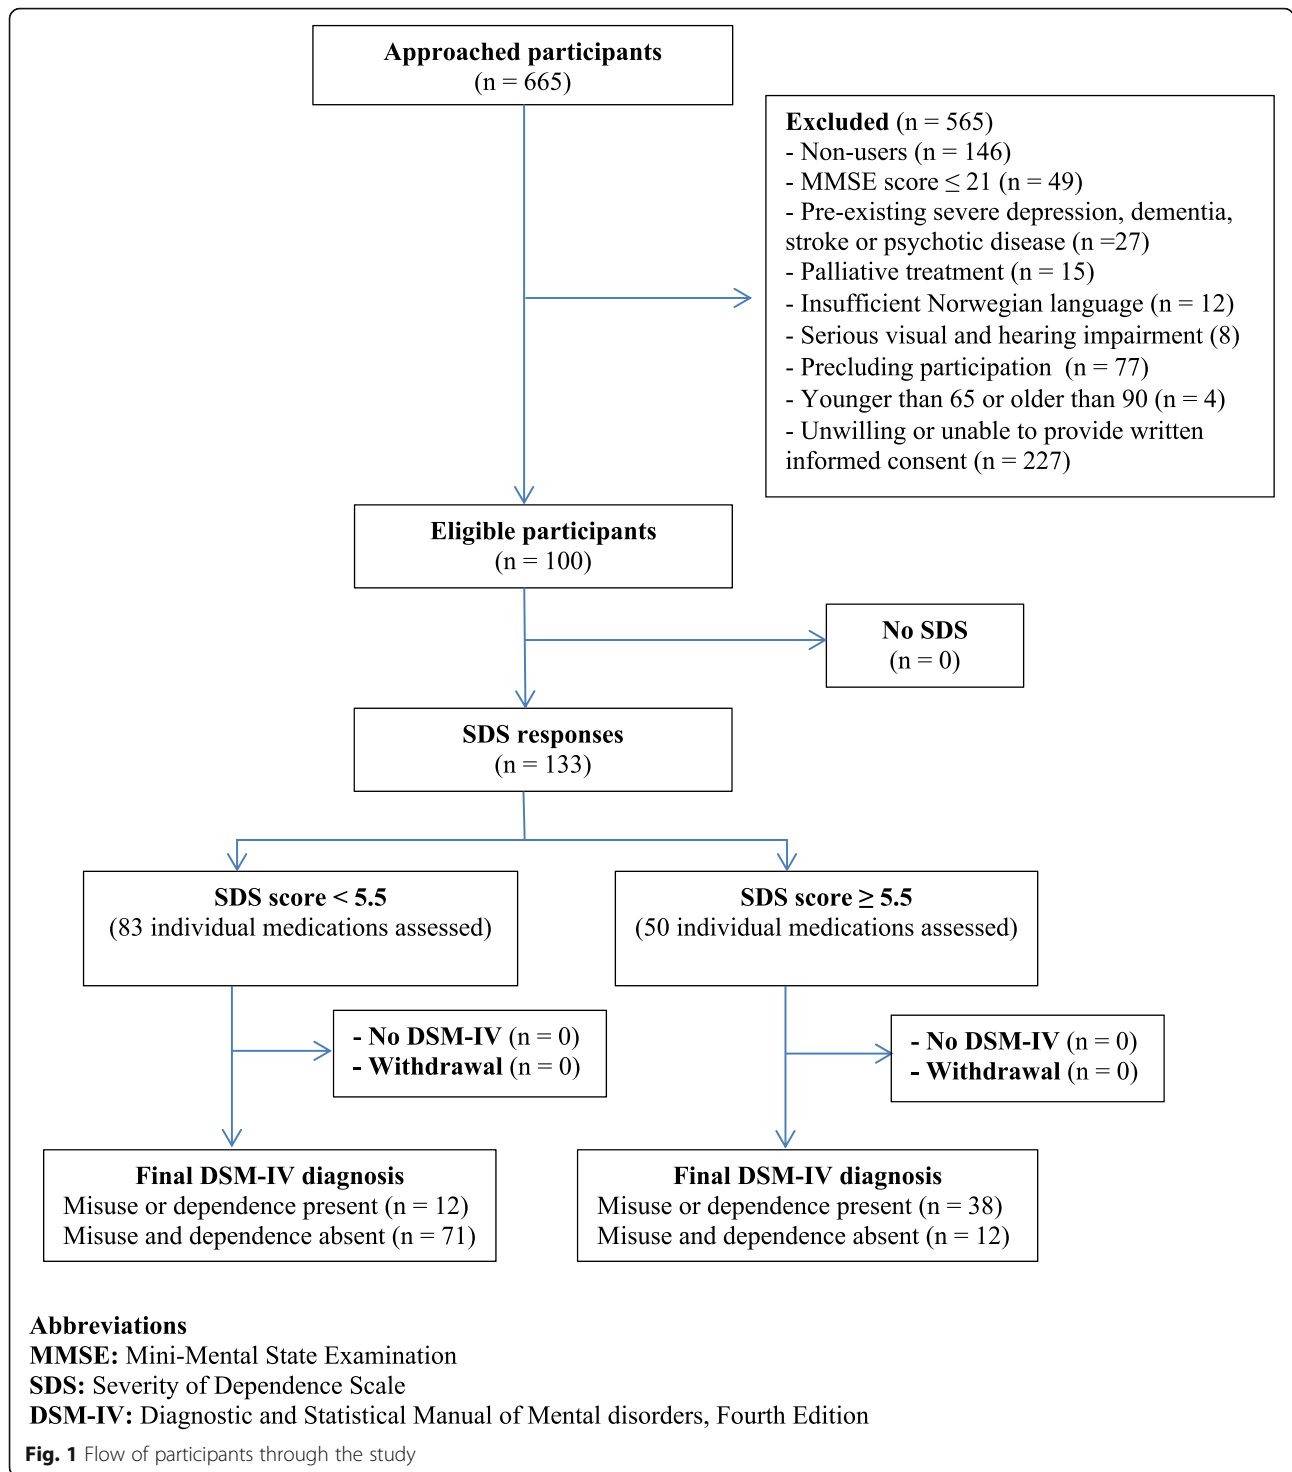 Approached participants
(n = 665)
Excluded (n = 565)
- Non-users (n = 146)
- MMSE score ≤ 21 (n = 49)
- Pre-existing severe depression, dementia,
stroke or psychotic disease (n =27)
- Palliative treatment (n = 15)
- Insufficient Norwegian language (n = 12)
- Serious visual and hearing impairment (8)
- Precluding participation (n = 77)
- Younger than 65 or older than 90 (n = 4)
- Unwilling or unable to provide written
informed consent (n = 227)
Eligible participants
(n = 100)
No SDS
(n = 0)
SDS responses
(n = 133)
SDS score < 5.5
(83 individual medications assessed)
SDS score ≥ 5.5
(50 individual medications assessed)
- No DSM-IV (n = 0)
- Withdrawal (n = 0)
- No DSM-IV (n = 0)
- Withdrawal (n = 0)
Final DSM-IV diagnosis
Misuse or dependence present (n = 12)
Misuse and dependence absent (n = 71)
Final DSM-IV diagnosis
Misuse or dependence present (n = 38)
Misuse and dependence absent (n = 12)
Abbreviations
MMSE: Mini-Mental State Examination
SDS: Severity of Dependence Scale
DSM-IV: Diagnostic and Statistical Manual of Mental disorders, Fourth Edition
Fig. 1 Flow of participants through the study